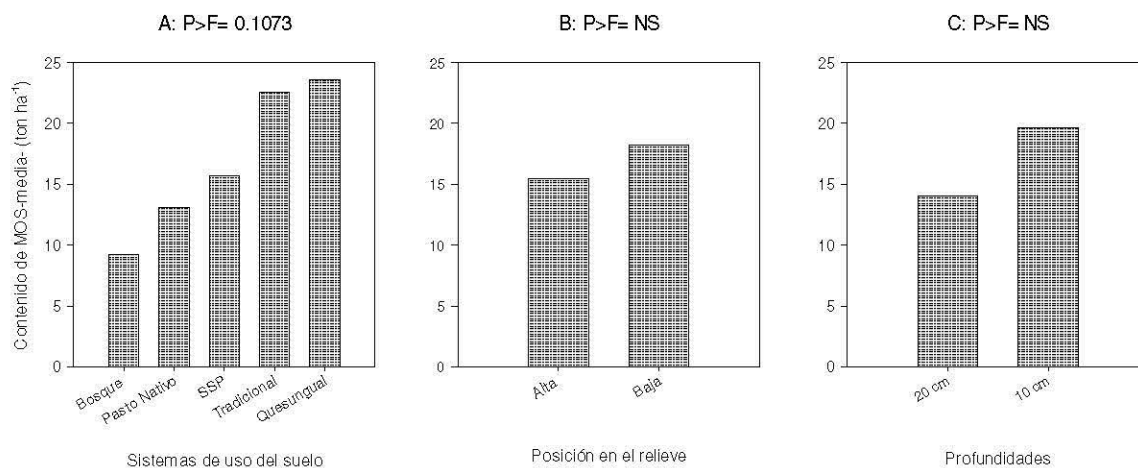 A: P>F= 0.1073
B: P>F= NS
C: P>F= NS
Contenido de MOS-media- (ton ha⁻¹)
25
20
15
10
5
0
Bosque
Pasto Nativo
SSP
Tradicional
Quesungual
Sistemas de uso del suelo
25
20
15
10
5
0
Alta
Baja
Posición en el relieve
25
20
15
10
5
0
20 cm
10 cm
Profundidades